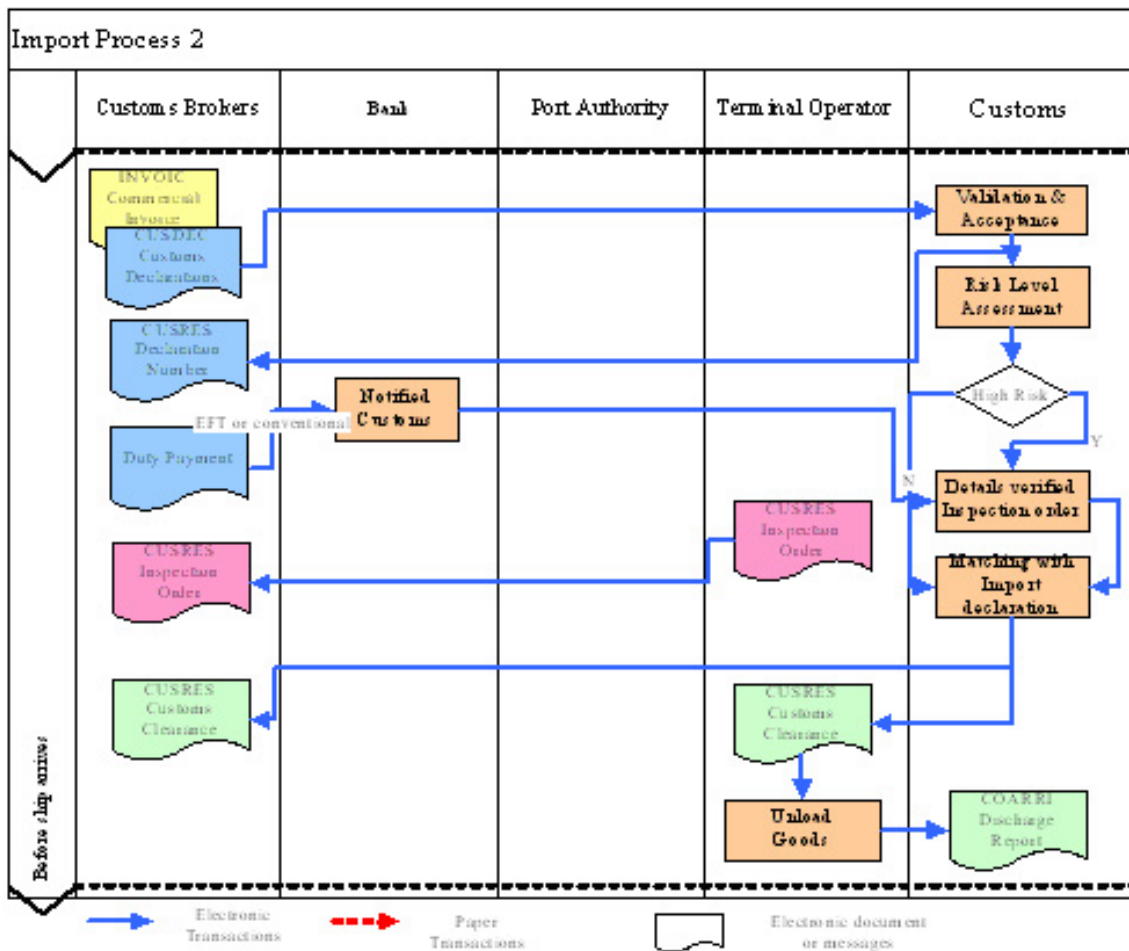 Import Process 2
Customs Brokers
Bank
Port Authority
Terminal Operator
Customs
INVOIC
Commercial
Invoice
CUSDEC
Customs
Declarations
Validation &
Acceptance
Risk Level
Assessment
CUSRES
Declaration
Number
High Risk
Notified
Customs
EFT or conventional
Y
Duty Payment
N
Details verified
Inspection order
CUSRES
Inspection
Order
CUSRES
Inspection
Order
Matching with
Import
declaration
CUSRES
Customs
Clearance
CUSRES
Customs
Clearance
Before ship arrives
Unload
Goods
COARRI
Discharge
Report
Electronic
Transactions
Paper
Transactions
Electronic document
or messages